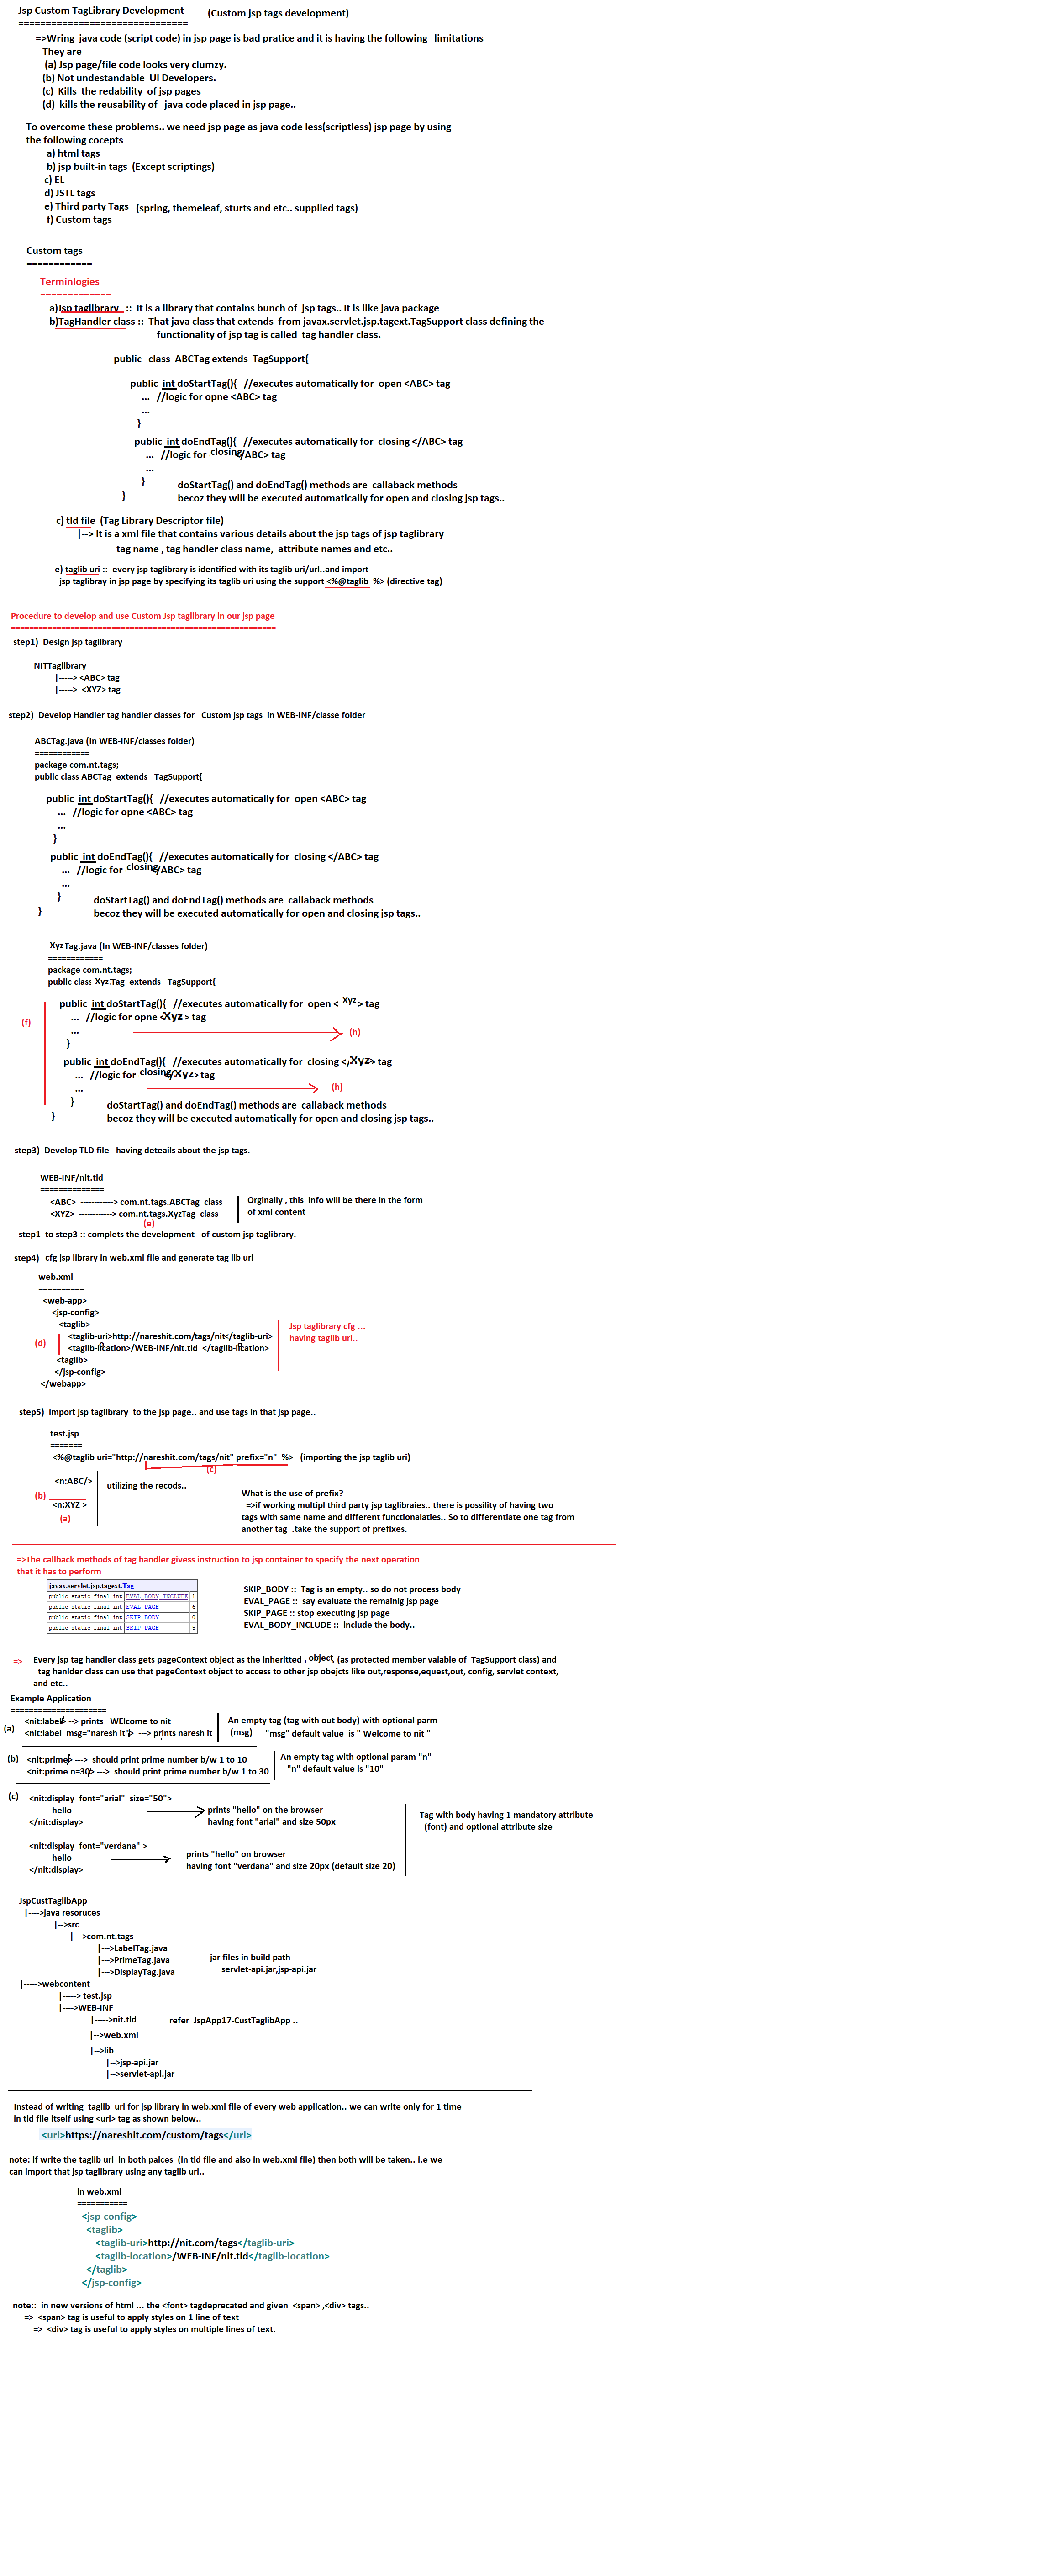 Jsp Custom TagLibrary Development (Custom jsp tags development)
===============================
=>Wring java code (script code) in jsp page is bad pratice and it is having the following limitations
They are
(a) Jsp page/file code looks very clumzy.
(b) Not undestandable UI Developers.
(c) Kills the redability of jsp pages
(d) kills the reusability of java code placed in jsp page..
To overcome these problems.. we need jsp page as java code less(scriptless) jsp page by using
the following cocepts
a) html tags
b) jsp built-in tags (Except scriptings)
c) EL
d) JSTL tags
e) Third party Tags (spring, themeleaf, sturts and etc.. supplied tags)
f) Custom tags
Custom tags
============
Terminlogies
=============
a)Jsp taglibrary :: It is a library that contains bunch of jsp tags.. It is like java package
b)TagHandler class :: That java class that extends from javax.servlet.jsp.tagext.TagSupport class defining the
functionality of jsp tag is called tag handler class.
public class ABCTag extends TagSupport{
public int doStartTag(){ //executes automatically for open <ABC> tag
... //logic for opne <ABC> tag
...
}
public int doEndTag(){ //executes automatically for closing </ABC> tag
... //logic for closing </ABC> tag
...
}
doStartTag() and doEndTag() methods are callaback methods
} becoz they will be executed automatically for open and closing jsp tags..
c) tld file (Tag Library Descriptor file)
|--> It is a xml file that contains various details about the jsp tags of jsp taglibrary
tag name , tag handler class name, attribute names and etc..
e) taglib uri :: every jsp taglibrary is identified with its taglib uri/url..and import
jsp taglibray in jsp page by specifying its taglib uri using the support <%@taglib %> (directive tag)
Procedure to develop and use Custom Jsp taglibrary in our jsp page
==========================================================
step1) Design jsp taglibrary
NITTaglibrary
|-----> <ABC> tag
|-----> <XYZ> tag
step2) Develop Handler tag handler classes for Custom jsp tags in WEB-INF/classe folder
ABCTag.java (In WEB-INF/classes folder)
============
package com.nt.tags;
public class ABCTag extends TagSupport{
public int doStartTag(){ //executes automatically for open <ABC> tag
... //logic for opne <ABC> tag
...
}
public int doEndTag(){ //executes automatically for closing </ABC> tag
... //logic for closing </ABC> tag
...
}
doStartTag() and doEndTag() methods are callaback methods
} becoz they will be executed automatically for open and closing jsp tags..
XyzTag.java (In WEB-INF/classes folder)
============
package com.nt.tags;
public class Xyz Tag extends TagSupport{
public int doStartTag(){ //executes automatically for open < Xyz > tag
(f) ... //logic for opne <Xyz > tag
... (h)
}
public int doEndTag(){ //executes automatically for closing </Xyz> tag
... //logic for closing </Xyz> tag
... (h)
}
doStartTag() and doEndTag() methods are callaback methods
} becoz they will be executed automatically for open and closing jsp tags..
step3) Develop TLD file having deteails about the jsp tags.
WEB-INF/nit.tld
==============
<ABC> ------------> com.nt.tags.ABCTag class Orginally , this info will be there in the form
<XYZ> ------------> com.nt.tags.XyzTag class of xml content
(e)
step1 to step3 :: complets the development of custom jsp taglibrary.
step4) cfg jsp library in web.xml file and generate tag lib uri
web.xml
==========
<web-app>
<jsp-config>
<taglib> Jsp taglibrary cfg ...
<taglib-uri>http://nareshit.com/tags/nit</taglib-uri> having taglib uri..
(d) <taglib-location>/WEB-INF/nit.tld </taglib-location>
<taglib>
</jsp-config>
</webapp>
step5) import jsp taglibrary to the jsp page.. and use tags in that jsp page..
test.jsp
=======
<%@taglib uri="http://nareshit.com/tags/nit" prefix="n" %> (importing the jsp taglib uri)
(c)
<n:ABC/> utilizing the recods..
(b) What is the use of prefix?
<n:XYZ > =>if working multipl third party jsp taglibraies.. there is possility of having two
(a) tags with same name and different functionalaties.. So to differentiate one tag from
another tag .take the support of prefixes.
=>The callback methods of tag handler givess instruction to jsp container to specify the next operation
that it has to perform
javax.servlet.jsp.tagext.Tag
public static final int EVAL_BODY_INCLUDE 1
public static final int EVAL_PAGE 6
public static final int SKIP_BODY 0
public static final int SKIP_PAGE 5
SKIP_BODY :: Tag is an empty.. so do not process body
EVAL_PAGE :: say evaluate the remainig jsp page
SKIP_PAGE :: stop executing jsp page
EVAL_BODY_INCLUDE :: include the body..
=> Every jsp tag handler class gets pageContext object as the inheritted , object, (as protected member vaiable of TagSupport class) and
tag hanlder class can use that pageContext object to access to other jsp obejcts like out,response,equest,out, config, servlet context,
and etc..
Example Application
=====================
(a) <nit:label/> --> prints WElcome to nit An empty tag (tag with out body) with optional parm
<nit:label msg="naresh it"/> ---> prints naresh it (msg) "msg" default value is " Welcome to nit "
(b) <nit:prime/> ---> should print prime number b/w 1 to 10 An empty tag with optional param "n"
<nit:prime n=30/> ---> should print prime number b/w 1 to 30 "n" default value is "10"
(c) <nit:display font="arial" size="50">
hello prints "hello" on the browser
</nit:display> having font "arial" and size 50px
Tag with body having 1 mandatory attribute
(font) and optional attribute size
<nit:display font="verdana" >
hello prints "hello" on browser
</nit:display> having font "verdana" and size 20px (default size 20)
JspCustTaglibApp
|---->java resoruces
|-->src
|--->com.nt.tags
|--->LabelTag.java
|--->PrimeTag.java
|--->DisplayTag.java
jar files in build path
servlet-api.jar,jsp-api.jar
|----->webcontent
|-----> test.jsp
|---->WEB-INF
|----->nit.tld refer JspApp17-CustTaglibApp ..
|-->web.xml
|-->lib
|-->jsp-api.jar
|-->servlet-api.jar
Instead of writing taglib uri for jsp library in web.xml file of every web application.. we can write only for 1 time
in tld file itself using <uri> tag as shown below..
<uri>https://nareshit.com/custom/tags</uri>
note: if write the taglib uri in both palces (in tld file and also in web.xml file) then both will be taken.. i.e we
can import that jsp taglibrary using any taglib uri..
in web.xml
===========
<jsp-config>
<taglib>
<taglib-uri>http://nit.com/tags</taglib-uri>
<taglib-location>/WEB-INF/nit.tld</taglib-location>
</taglib>
</jsp-config>
note:: in new versions of html ... the <font> tagdeprecated and given <span> ,<div> tags..
=> <span> tag is useful to apply styles on 1 line of text
=> <div> tag is useful to apply styles on multiple lines of text.